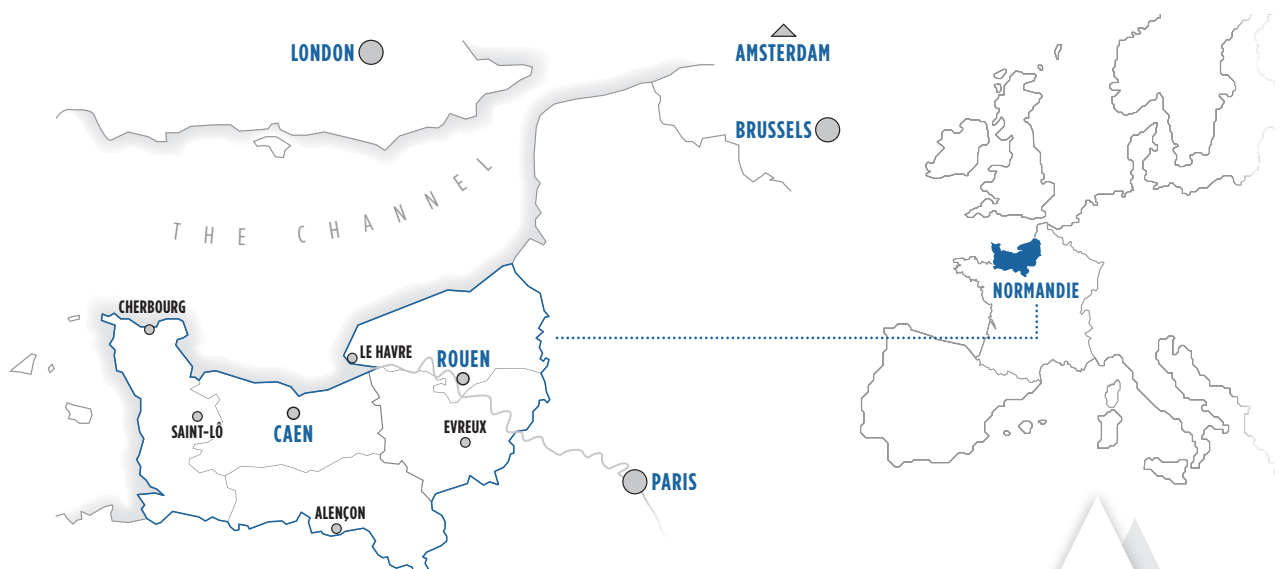 LONDON
AMSTERDAM
BRUSSELS
THE CHANNEL
NORMANDIE
CHERBOURG
LE HAVRE
ROUEN
SAINT-LÔ
CAEN
EVREUX
PARIS
ALENÇON